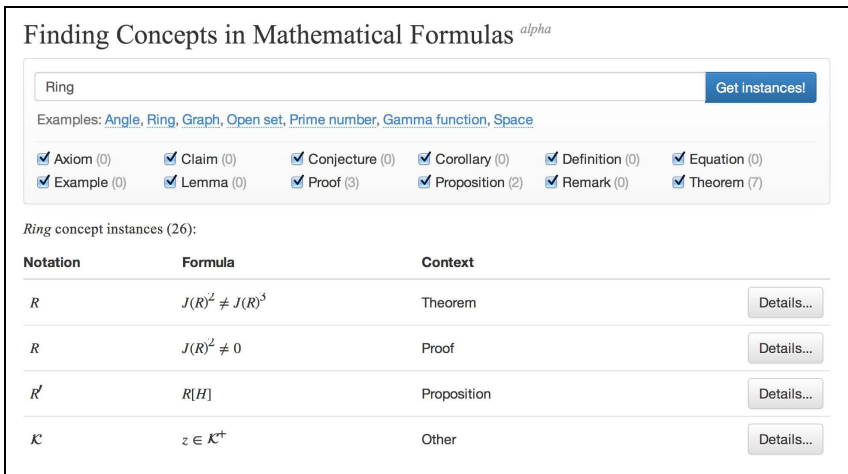 Finding Concepts in Mathematical Formulas alpha
Ring Get instances!
Examples: Angle, Ring, Graph, Open set, Prime number, Gamma function, Space
Axiom (0) Claim (0) Conjecture (0) Corollary (0) Definition (0) Equation (0)
Example (0) Lemma (0) Proof (3) Proposition (2) Remark (0) Theorem (7)
Ring concept instances (26):
Notation Formula Context
R J(R)² ≠ J(R)³ Theorem Details...
R J(R)² ≠ 0 Proof Details...
R′ R[H] Proposition Details...
𝒦 z ∈ 𝒦⁺ Other Details...